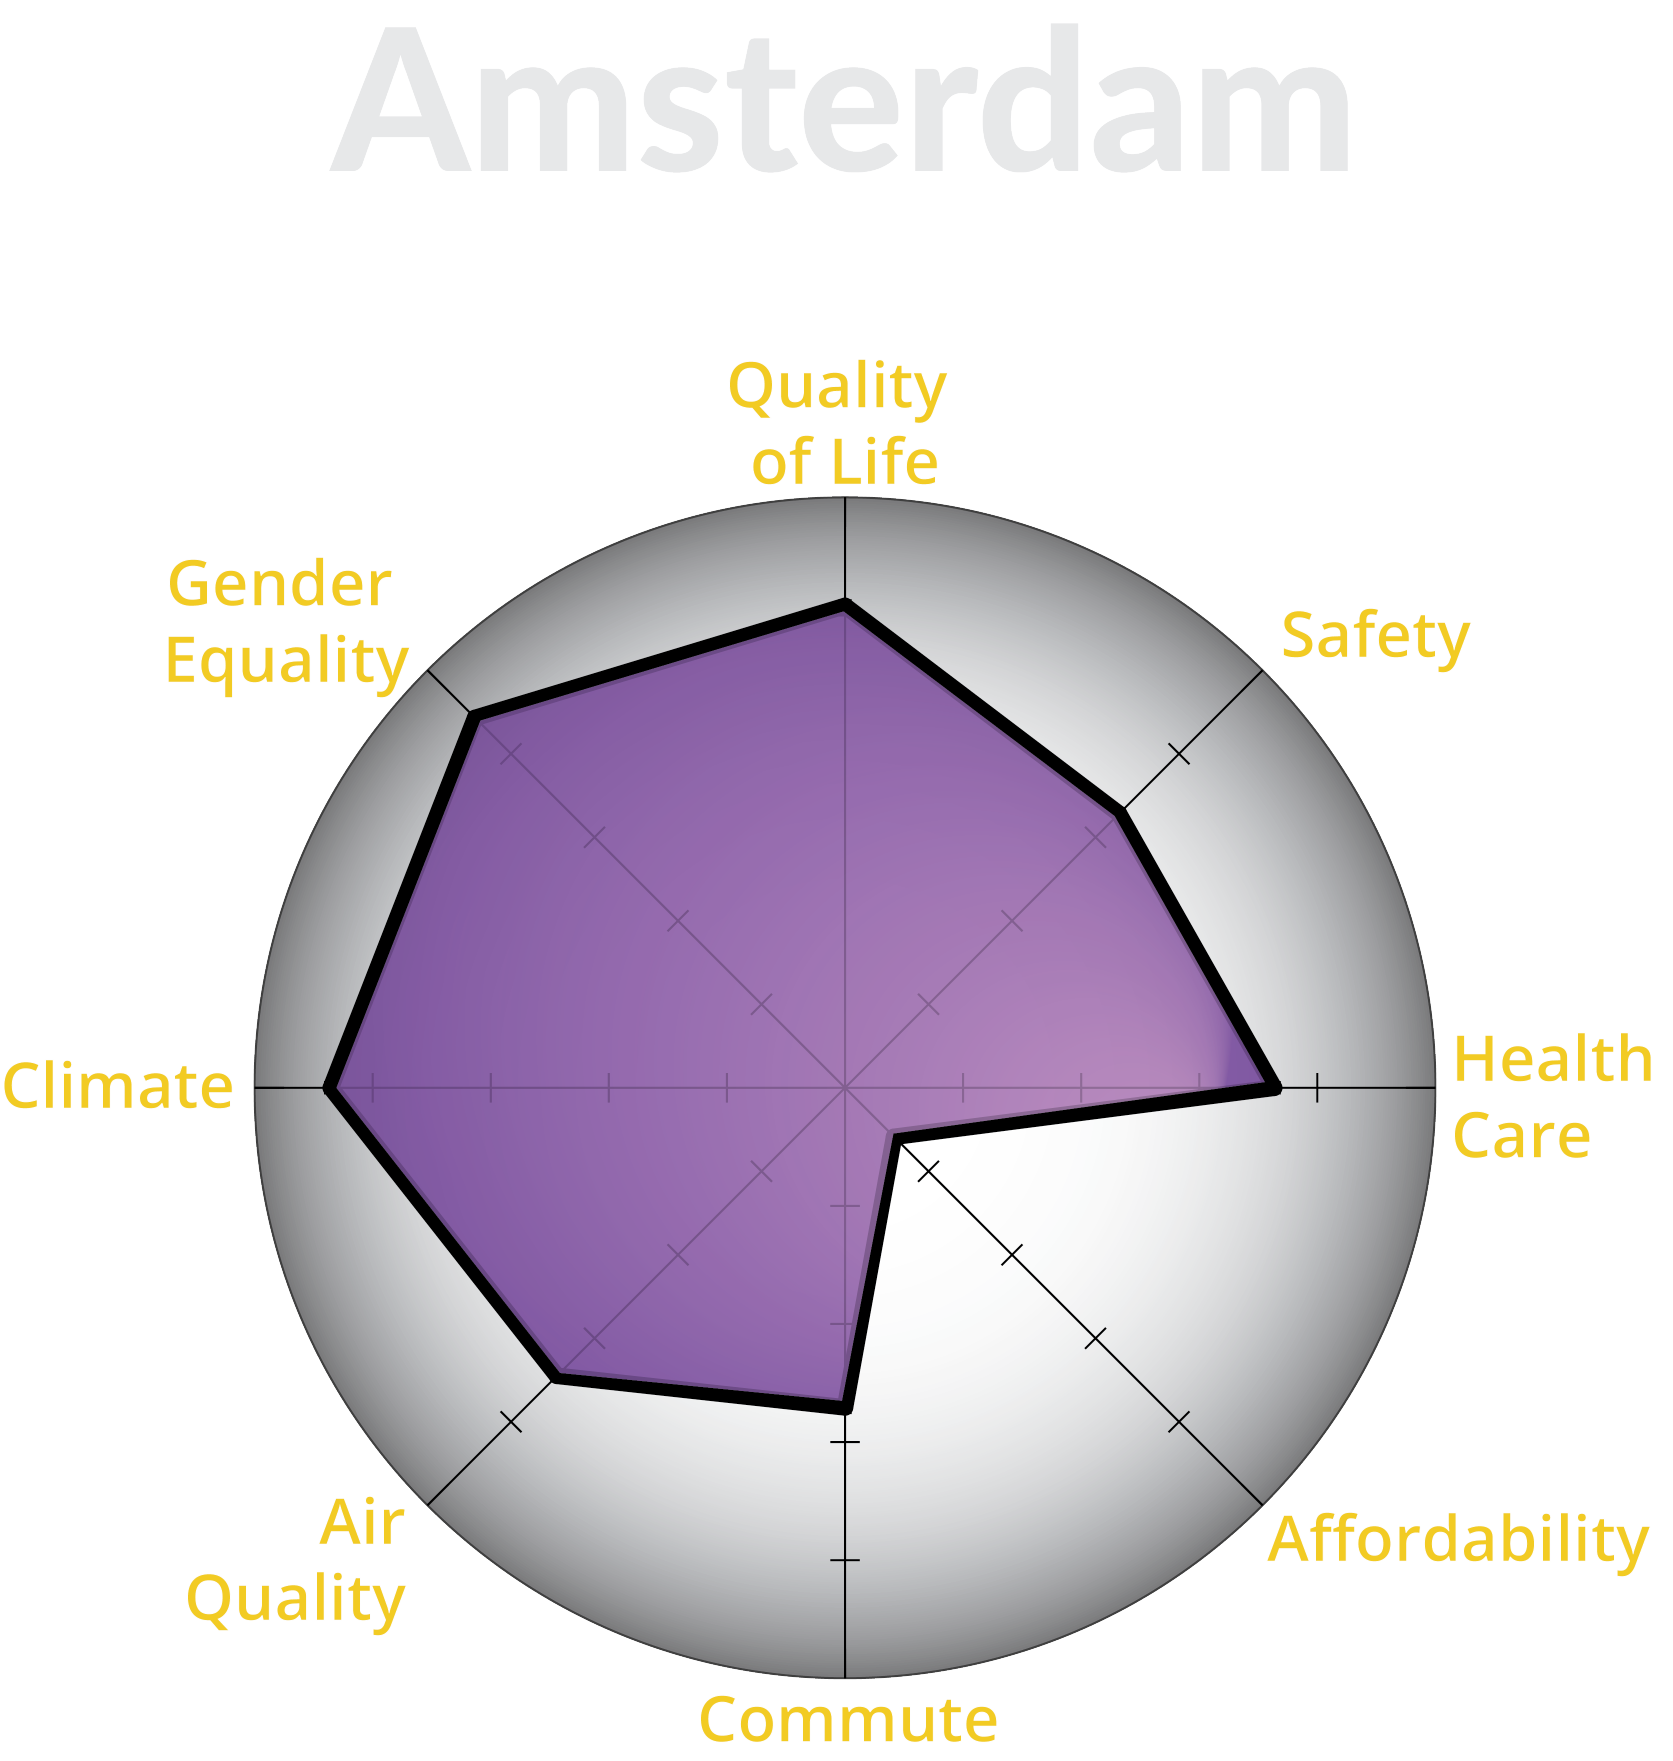 Amsterdam
Quality
of Life
Gender
Equality
Safety
Climate
Health
Care
Air
Quality
Affordability
Commute